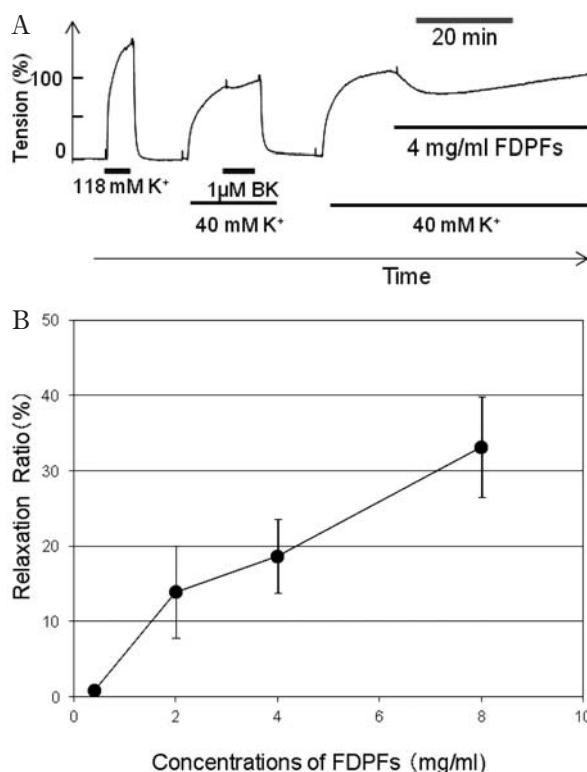 A
20 min
Tension (%)
100
0
4 mg/ml FDPFs
118 mM K⁺
1μM BK
40 mM K⁺
40 mM K⁺
Time
B
50
40
30
20
10
0
Relaxation Ratio(%)
0 2 4 6 8 10
Concentrations of FDPFs (mg/ml)